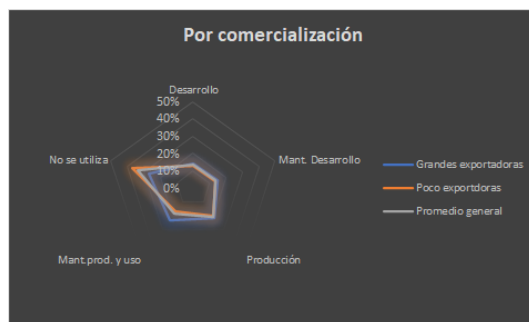 Por comercialización
Desarrollo
50%
40%
30%
20%
10%
0%
No se utiliza
Mant. Desarrollo
Mant.prod. y uso
Producción
Grandes exportadoras
Poco exportdoras
Promedio general